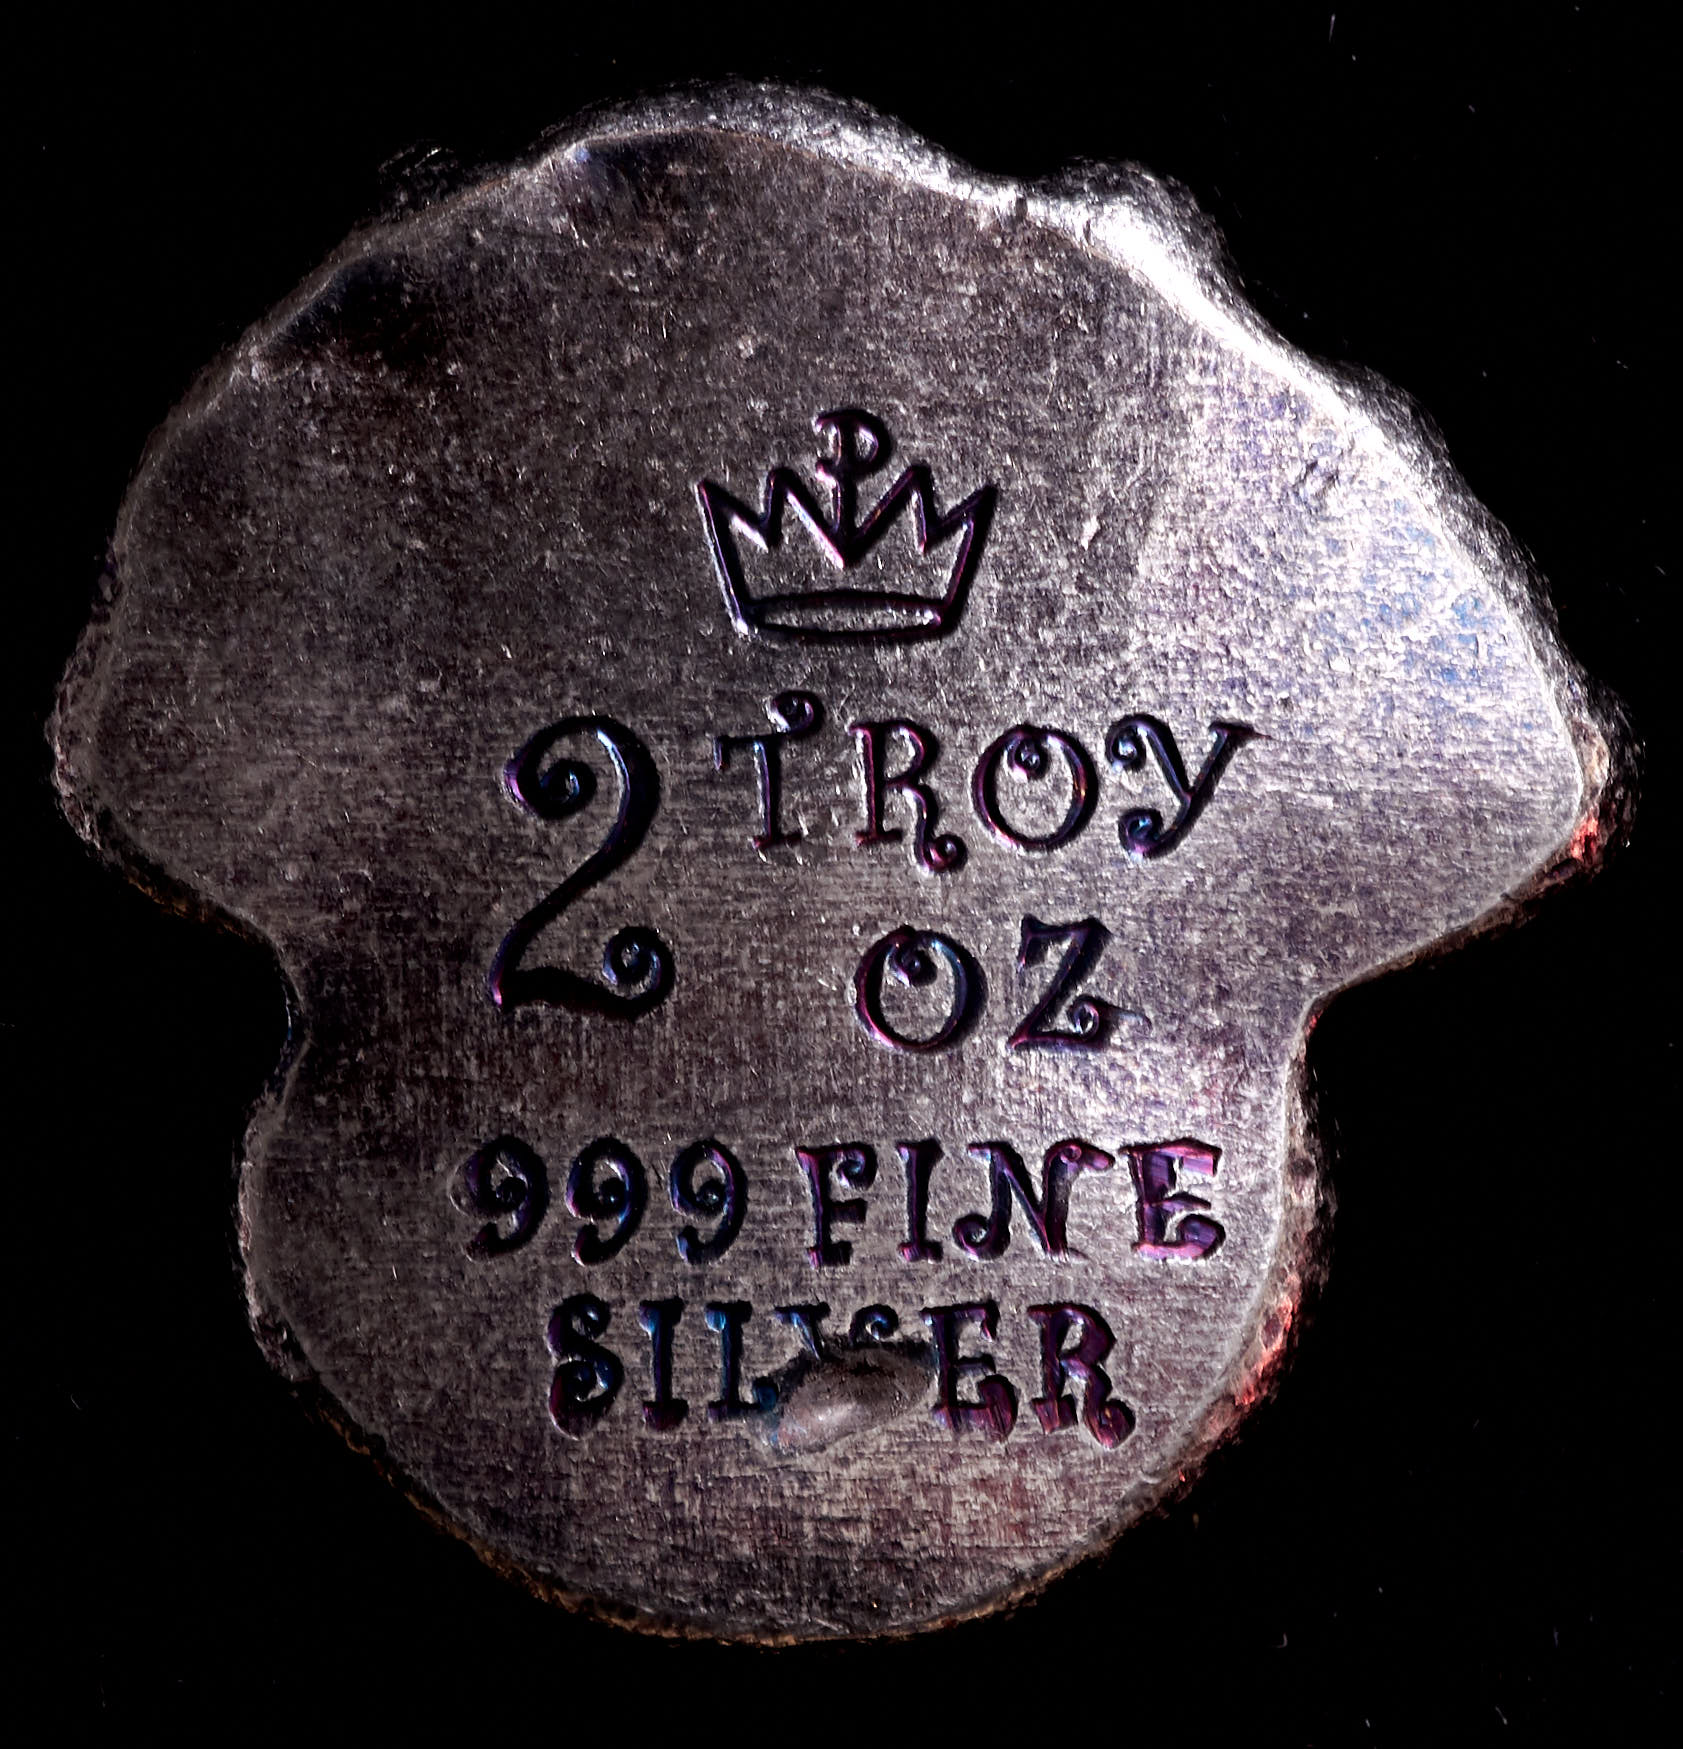 P
2 TROY
OZ
999 FINE
SILVER